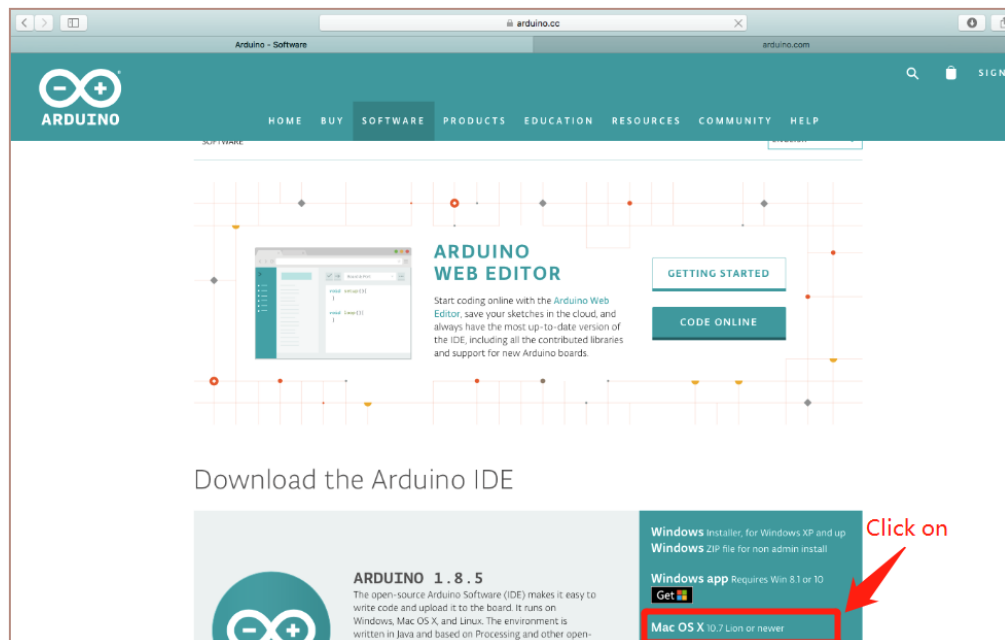 arduino.cc
Arduino - Software
arduino.com
SIGN
ARDUINO
HOME BUY SOFTWARE PRODUCTS EDUCATION RESOURCES COMMUNITY HELP
SOFTWARE
ARDUINO
WEB EDITOR
Start coding online with the Arduino Web
Editor, save your sketches in the cloud, and
always have the most up-to-date version of
the IDE, including all the contributed libraries
and support for new Arduino boards.
GETTING STARTED
CODE ONLINE
void setup(){
}
void loop(){
}
Download the Arduino IDE
ARDUINO 1.8.5
The open-source Arduino Software (IDE) makes it easy to
write code and upload it to the board. It runs on
Windows, Mac OS X, and Linux. The environment is
written in Java and based on Processing and other open-
Windows Installer, for Windows XP and up
Windows ZIP file for non admin install
Windows app Requires Win 8.1 or 10
Get
Mac OS X 10.7 Lion or newer
Click on